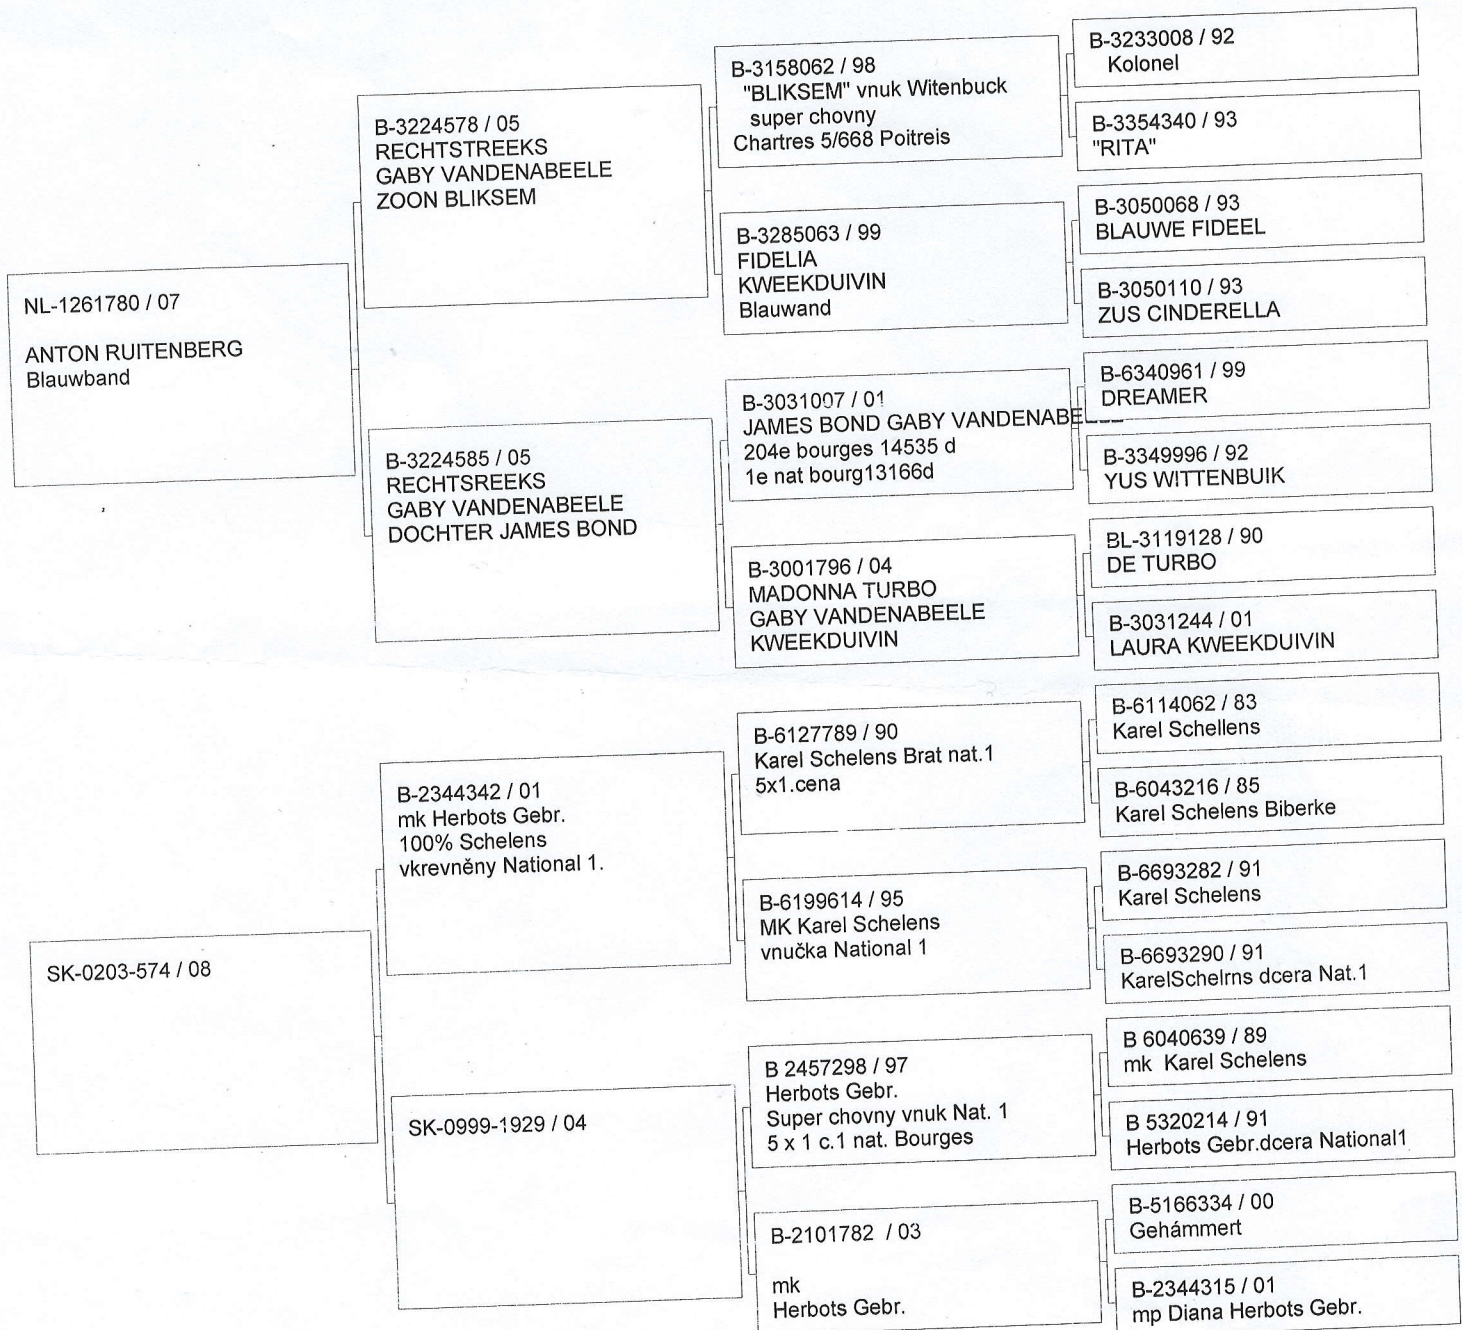 NL-1261780 / 07
ANTON RUITENBERG
Blauwband
SK-0203-574 / 08
B-3224578 / 05
RECHTSTREEKS
GABY VANDENABEELE
ZOON BLIKSEM
B-3224585 / 05
RECHTSREEKS
GABY VANDENABEELE
DOCHTER JAMES BOND
B-2344342 / 01
mk Herbots Gebr.
100% Schelens
vkrevněny National 1.
SK-0999-1929 / 04
B-3158062 / 98
"BLIKSEM" vnuk Witenbuck
super chovny
Chartres 5/668 Poitreis
B-3285063 / 99
FIDELIA
KWEEKDUIVIN
Blauwand
B-3031007 / 01
JAMES BOND GABY VANDENABEELE
204e bourges 14535 d
1e nat bourg13166d
B-3001796 / 04
MADONNA TURBO
GABY VANDENABEELE
KWEEKDUIVIN
B-6127789 / 90
Karel Schelens Brat nat.1
5x1.cena
B-6199614 / 95
MK Karel Schelens
vnučka National 1
B 2457298 / 97
Herbots Gebr.
Super chovny vnuk Nat. 1
5 x 1 c.1 nat. Bourges
B-2101782 / 03
mk
Herbots Gebr.
B-3233008 / 92
Kolonel
B-3354340 / 93
"RITA"
B-3050068 / 93
BLAUWE FIDEEL
B-3050110 / 93
ZUS CINDERELLA
B-6340961 / 99
DREAMER
B-3349996 / 92
YUS WITTENBUIK
BL-3119128 / 90
DE TURBO
B-3031244 / 01
LAURA KWEEKDUIVIN
B-6114062 / 83
Karel Schellens
B-6043216 / 85
Karel Schelens Biberke
B-6693282 / 91
Karel Schelens
B-6693290 / 91
KarelSchelrns dcera Nat.1
B 6040639 / 89
mk Karel Schelens
B 5320214 / 91
Herbots Gebr.dcera National1
B-5166334 / 00
Gehámmert
B-2344315 / 01
mp Diana Herbots Gebr.